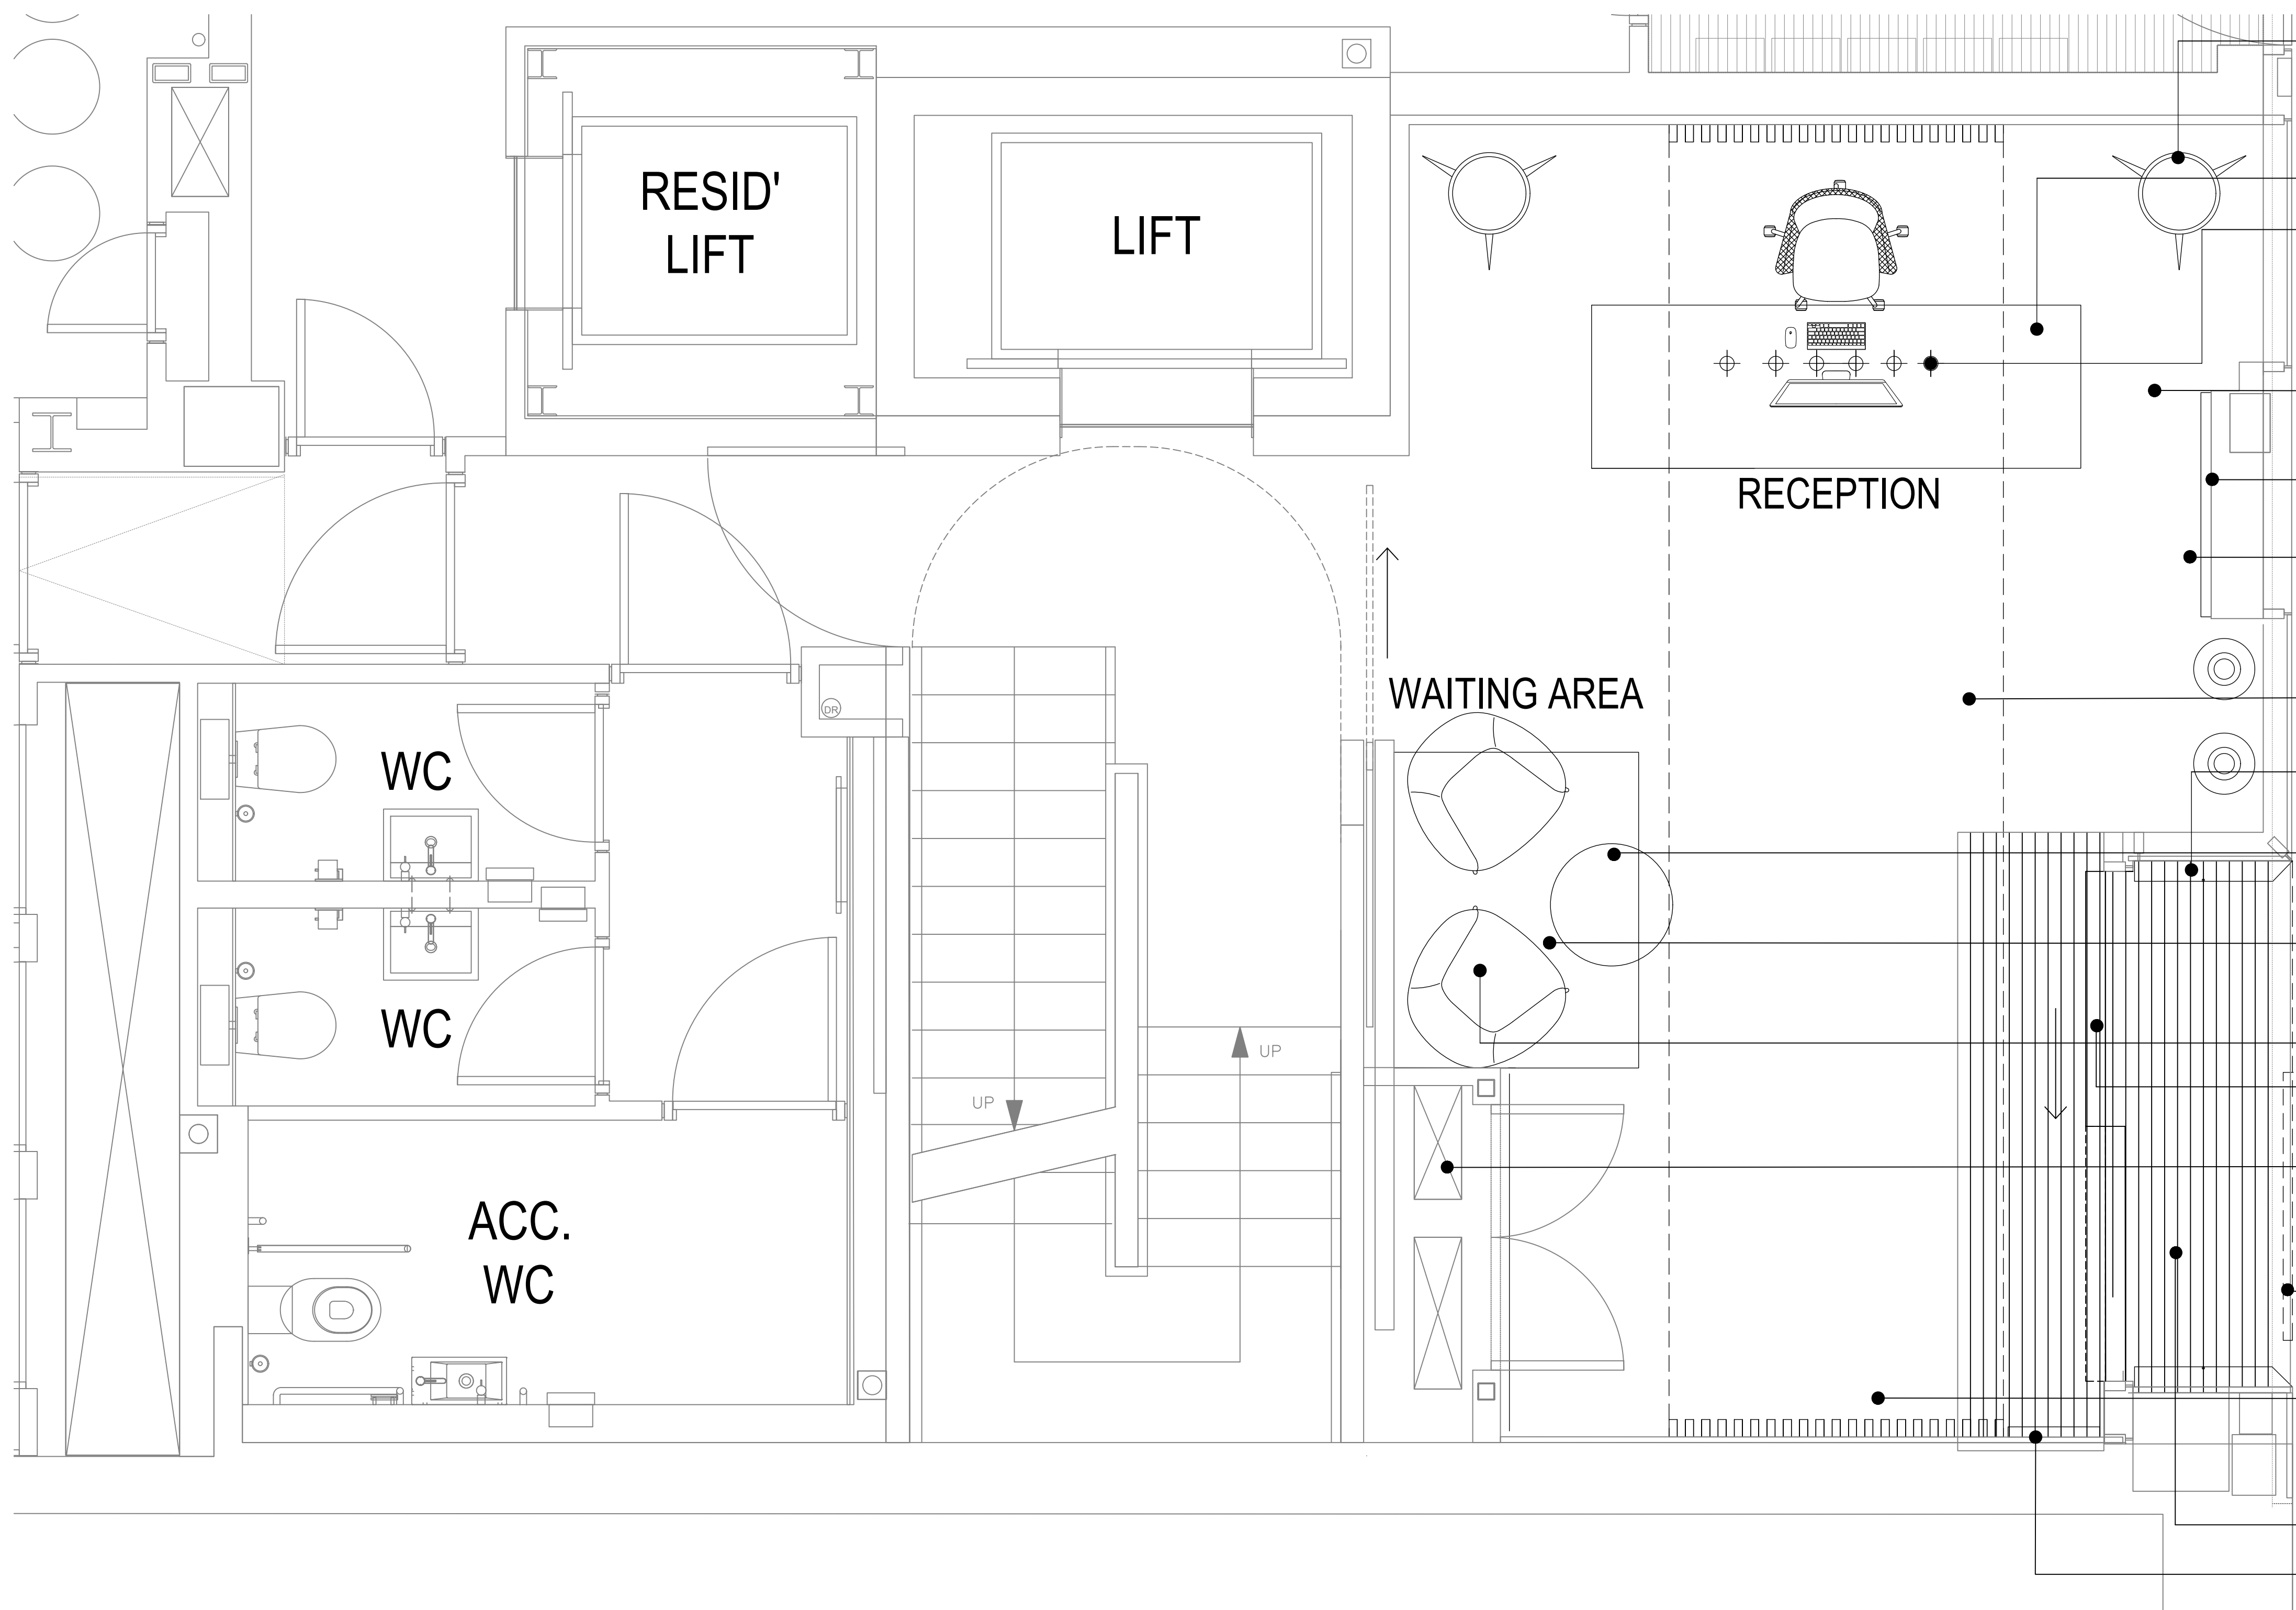 RESID'
LIFT
LIFT
RECEPTION
WAITING AREA
DR
WC
WC
UP
UP
ACC.
WC